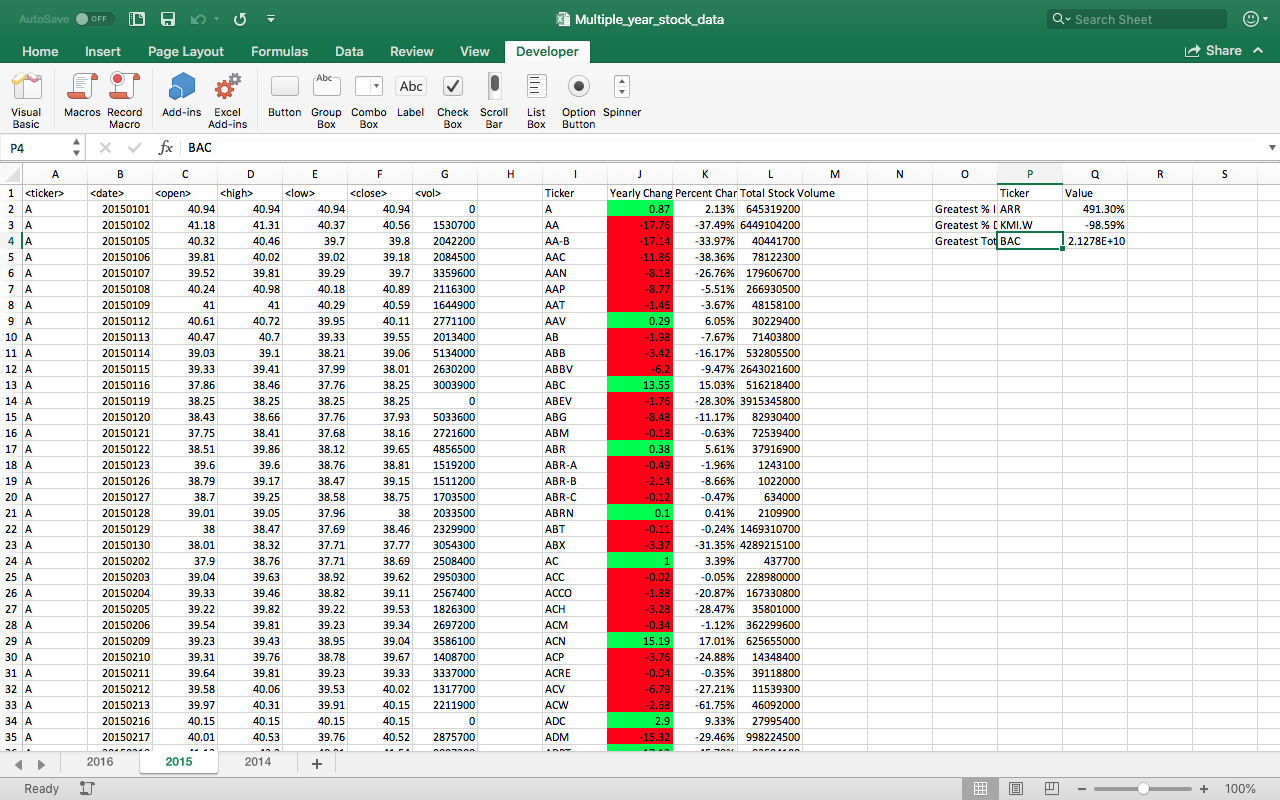 AutoSave OFF Multiple_year_stock_data Search Sheet
Home Insert Page Layout Formulas Data Review View Developer Share
Visual Basic Macros Record Macro Add-ins Excel Add-ins Button Group Box Combo Box Label Check Box Scroll Bar List Box Option Button Spinner
Abc Abc
P4 fx BAC
A B C D E F G H I J K L M N O P Q R S
1 <ticker> <date> <open> <high> <low> <close> <vol> Ticker Yearly Chang Percent Char Total Stock Volume Ticker Value
2 A 20150101 40.94 40.94 40.94 40.94 0 A 0.87 2.13% 645319200 Greatest % I ARR 491.30%
3 A 20150102 41.18 41.31 40.37 40.56 1530700 AA -17.76 -37.49% 6449104200 Greatest % D KMI.W -98.59%
4 A 20150105 40.32 40.46 39.7 39.8 2042200 AA-B -17.14 -33.97% 40441700 Greatest Tot BAC 2.1278E+10
5 A 20150106 39.81 40.02 39.02 39.18 2084500 AAC -11.86 -38.36% 78122300
6 A 20150107 39.52 39.81 39.29 39.7 3359600 AAN -8.18 -26.76% 179606700
7 A 20150108 40.24 40.98 40.18 40.89 2116300 AAP -8.77 -5.51% 266930500
8 A 20150109 41 41 40.29 40.59 1644900 AAT -1.46 -3.67% 48158100
9 A 20150112 40.61 40.72 39.95 40.11 2771100 AAV 0.29 6.05% 30229400
10 A 20150113 40.47 40.7 39.33 39.55 2013400 AB -1.98 -7.67% 71403800
11 A 20150114 39.03 39.1 38.21 39.06 5134000 ABB -3.42 -16.17% 532805500
12 A 20150115 39.33 39.41 37.99 38.01 2630200 ABBV -6.2 -9.47% 2643021600
13 A 20150116 37.86 38.46 37.76 38.25 3003900 ABC 13.55 15.03% 516218400
14 A 20150119 38.25 38.25 38.25 38.25 0 ABEV -1.76 -28.30% 3915345800
15 A 20150120 38.43 38.66 37.76 37.93 5033600 ABG -8.48 -11.17% 82930400
16 A 20150121 37.75 38.41 37.68 38.16 2721600 ABM -0.18 -0.63% 72539400
17 A 20150122 38.51 39.86 38.12 39.65 4856500 ABR 0.38 5.61% 37916900
18 A 20150123 39.6 39.6 38.76 38.81 1519200 ABR-A -0.49 -1.96% 1243100
19 A 20150126 38.79 39.17 38.47 39.15 1511200 ABR-B -2.14 -8.66% 1022000
20 A 20150127 38.7 39.25 38.58 38.75 1703500 ABR-C -0.12 -0.47% 634000
21 A 20150128 39.01 39.05 37.96 38 2033500 ABRN 0.1 0.41% 2109900
22 A 20150129 38 38.47 37.69 38.46 2329900 ABT -0.11 -0.24% 1469310700
23 A 20150130 38.01 38.32 37.71 37.77 3054300 ABX -3.37 -31.35% 4289215100
24 A 20150202 37.9 38.76 37.71 38.69 2508400 AC 1 3.39% 437700
25 A 20150203 39.04 39.63 38.92 39.62 2950300 ACC -0.02 -0.05% 228980000
26 A 20150204 39.33 39.46 38.82 39.11 2567400 ACCO -1.88 -20.87% 167330800
27 A 20150205 39.22 39.82 39.22 39.53 1826300 ACH -3.28 -28.47% 35801000
28 A 20150206 39.54 39.81 39.23 39.34 2697200 ACM -0.34 -1.12% 362299600
29 A 20150209 39.23 39.43 38.95 39.04 3586100 ACN 15.19 17.01% 625655000
30 A 20150210 39.31 39.76 38.78 39.67 1408700 ACP -3.76 -24.88% 14348400
31 A 20150211 39.64 39.81 39.23 39.33 3337000 ACRE -0.04 -0.35% 39118800
32 A 20150212 39.58 40.06 39.53 40.02 1317700 ACV -6.79 -27.21% 11539300
33 A 20150213 39.97 40.31 39.91 40.15 2211900 ACW -2.68 -61.75% 46092000
34 A 20150216 40.15 40.15 40.15 40.15 0 ADC 2.9 9.33% 27995400
35 A 20150217 40.01 40.53 39.76 40.52 2875700 ADM -15.32 -29.46% 998224500
2016 2015 2014 +
Ready 100%